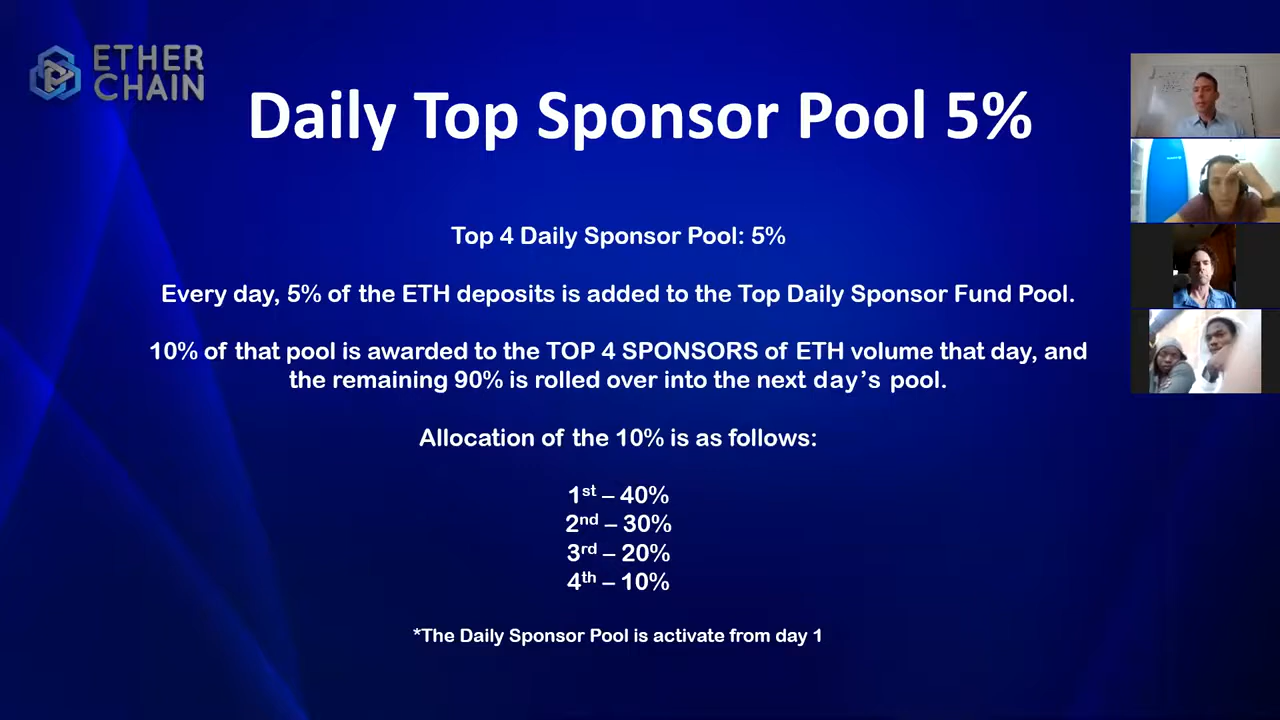 ETHER
CHAIN
Daily Top Sponsor Pool 5%
Top 4 Daily Sponsor Pool: 5%
Every day, 5% of the ETH deposits is added to the Top Daily Sponsor Fund Pool.
10% of that pool is awarded to the TOP 4 SPONSORS of ETH volume that day, and
the remaining 90% is rolled over into the next day’s pool.
Allocation of the 10% is as follows:
1st – 40%
2nd – 30%
3rd – 20%
4th – 10%
*The Daily Sponsor Pool is activate from day 1